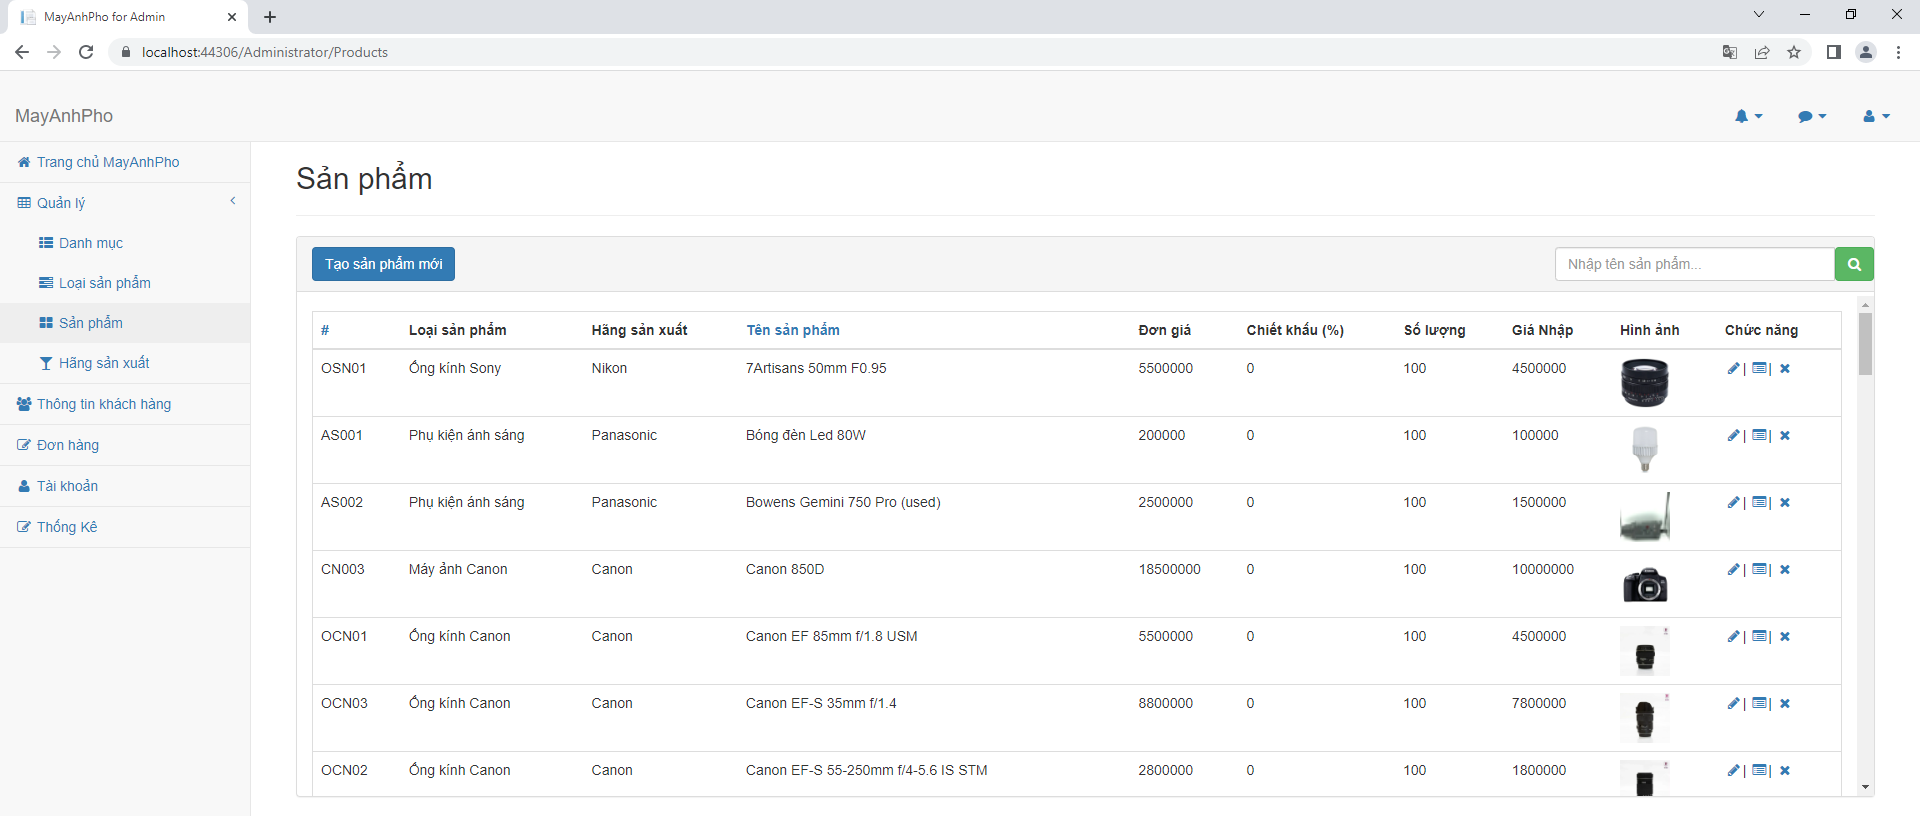 MayAnhPho for Admin
localhost:44306/Administrator/Products
MayAnhPho
Trang chủ MayAnhPho
Quản lý
Danh mục
Loại sản phẩm
Sản phẩm
Hãng sản xuất
Thông tin khách hàng
Đơn hàng
Tài khoản
Thống Kê
Sản phẩm
Tạo sản phẩm mới
Nhập tên sản phẩm...
# Loại sản phẩm Hãng sản xuất Tên sản phẩm Đơn giá Chiết khấu (%) Số lượng Giá Nhập Hình ảnh Chức năng
OSN01 Ống kính Sony Nikon 7Artisans 50mm F0.95 5500000 0 100 4500000 | |
AS001 Phụ kiện ánh sáng Panasonic Bóng đèn Led 80W 200000 0 100 100000 | |
AS002 Phụ kiện ánh sáng Panasonic Bowens Gemini 750 Pro (used) 2500000 0 100 1500000 | |
CN003 Máy ảnh Canon Canon Canon 850D 18500000 0 100 10000000 | |
OCN01 Ống kính Canon Canon Canon EF 85mm f/1.8 USM 5500000 0 100 4500000 | |
OCN03 Ống kính Canon Canon Canon EF-S 35mm f/1.4 8800000 0 100 7800000 | |
OCN02 Ống kính Canon Canon Canon EF-S 55-250mm f/4-5.6 IS STM 2800000 0 100 1800000 | |